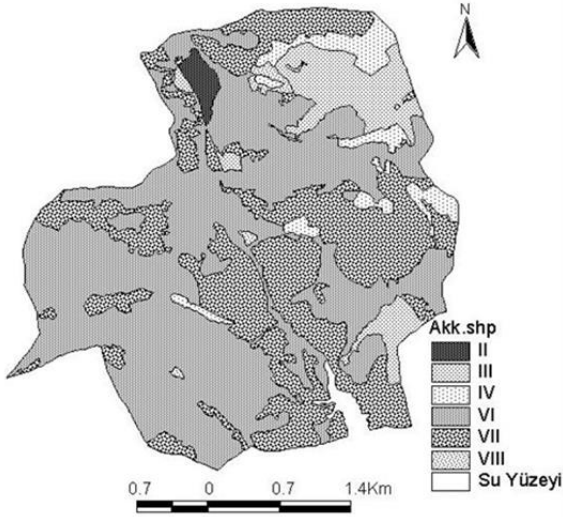 N
Akk.shp
II
III
IV
VI
VII
VIII
Su Yüzeyi
0.7 0 0.7 1.4Km